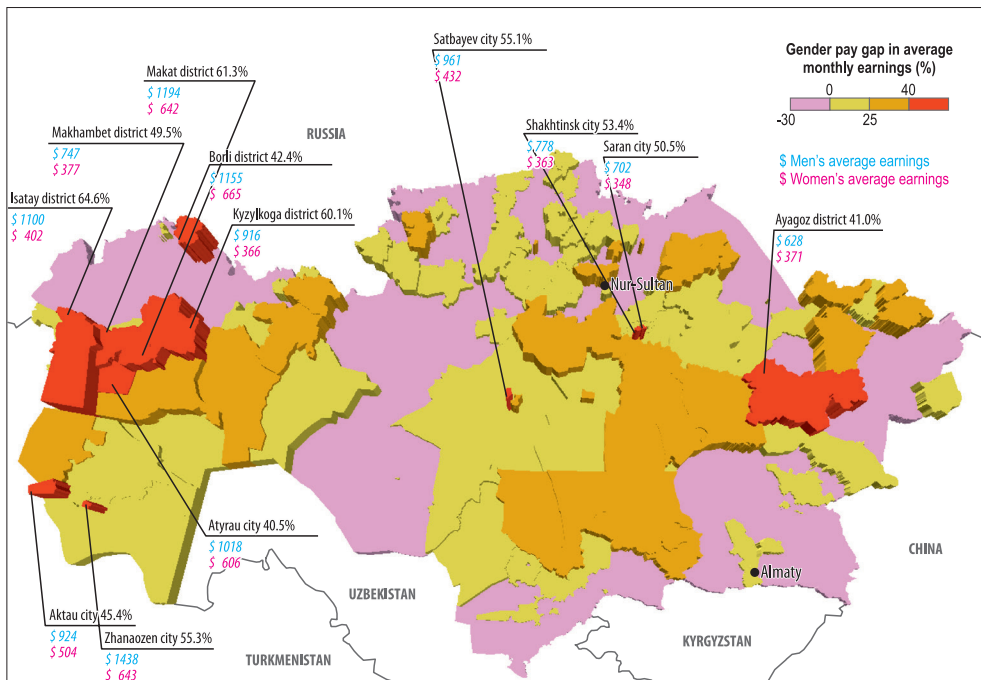 Satbayev city 55.1%
$ 961
$ 432
Makat district 61.3%
$ 1194
$ 642
Gender pay gap in average
monthly earnings (%)
0 40
-30 25
$ Men's average earnings
$ Women's average earnings
Makhambet district 49.5%
$ 747
$ 377
RUSSIA
Shakhtinsk city 53.4%
$ 778
$ 363
Saran city 50.5%
$ 702
$ 348
Borli district 42.4%
$ 1155
$ 665
Isatay district 64.6%
$ 1100
$ 402
Kyzylkoga district 60.1%
$ 916
$ 366
Ayagoz district 41.0%
$ 628
$ 371
Nur-Sultan
Atyrau city 40.5%
$ 1018
$ 606
CHINA
Almaty
UZBEKISTAN
KYRGYZSTAN
TURKMENISTAN
Aktau city 45.4%
$ 924
$ 504
Zhanaozen city 55.3%
$ 1438
$ 643